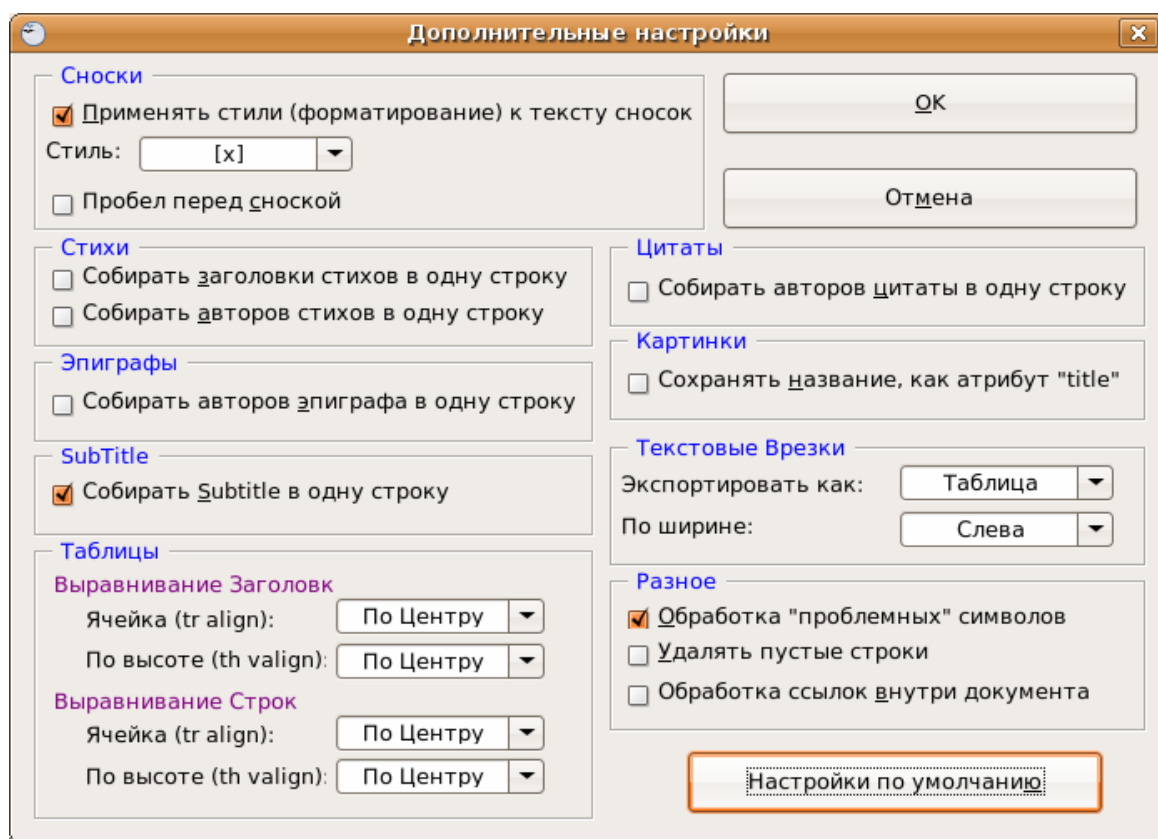 Дополнительные настройки
Сноски
Применять стили (форматирование) к тексту сносок
Стиль: [x]
Пробел перед сноской
OK
Отмена
Стихи
Собирать заголовки стихов в одну строку
Собирать авторов стихов в одну строку
Эпиграфы
Собирать авторов эпиграфа в одну строку
SubTitle
Собирать Subtitle в одну строку
Таблицы
Выравнивание Заголовк
Ячейка (tr align): По Центру
По высоте (th valign): По Центру
Выравнивание Строк
Ячейка (tr align): По Центру
По высоте (th valign): По Центру
Цитаты
Собирать авторов цитаты в одну строку
Картинки
Сохранять название, как атрибут "title"
Текстовые Врезки
Экспортировать как: Таблица
По ширине: Слева
Разное
Обработка "проблемных" символов
Удалять пустые строки
Обработка ссылок внутри документа
Настройки по умолчанию